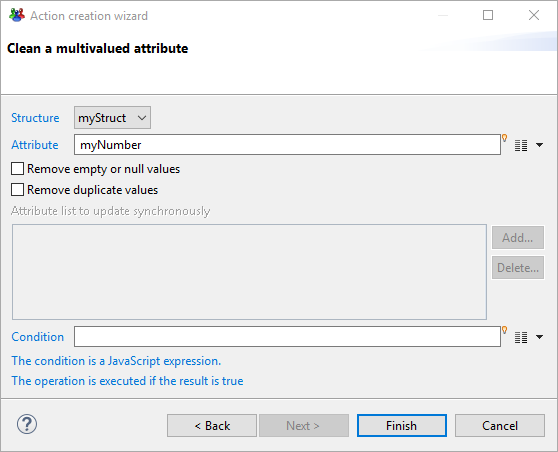 Action creation wizard
Clean a multivalued attribute
Structure myStruct
Attribute myNumber
Remove empty or null values
Remove duplicate values
Attribute list to update synchronously
Add...
Delete...
Condition
The condition is a JavaScript expression.
The operation is executed if the result is true
? < Back Next > Finish Cancel